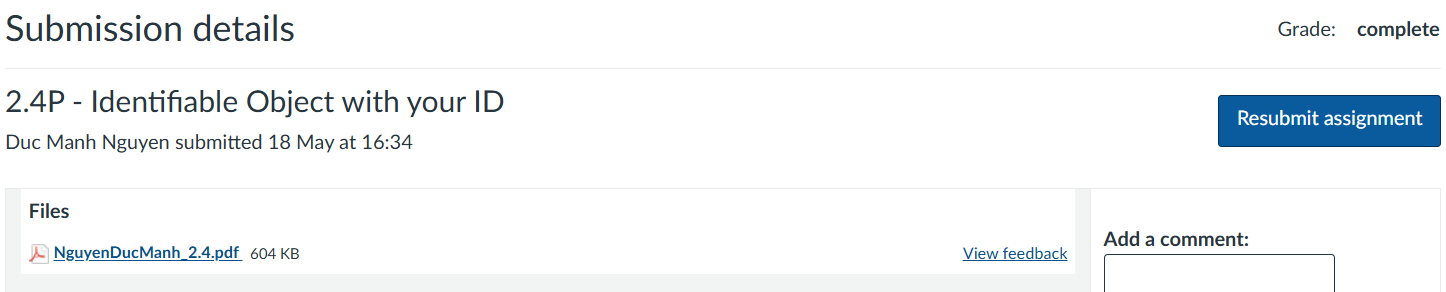 Submission details
Grade: complete
2.4P - Identifiable Object with your ID
Duc Manh Nguyen submitted 18 May at 16:34
Resubmit assignment
Files
NguyenDucManh_2.4.pdf 604 KB
View feedback
Add a comment: